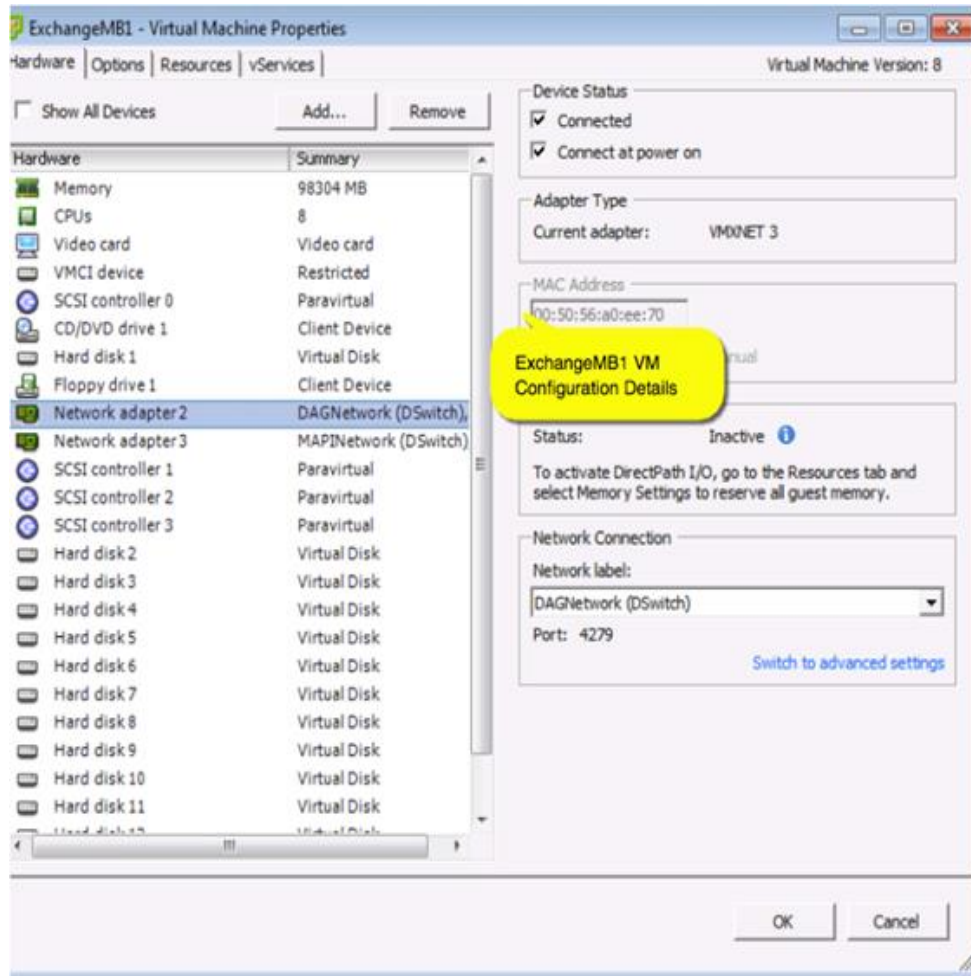 ExchangeMB1 - Virtual Machine Properties
Hardware Options Resources vServices
Virtual Machine Version: 8
Show All Devices
Add...
Remove
Hardware Summary
Memory 98304 MB
CPUs 8
Video card Video card
VMCI device Restricted
SCSI controller 0 Paravirtual
CD/DVD drive 1 Client Device
Hard disk 1 Virtual Disk
Floppy drive 1 Client Device
Network adapter 2 DAGNetwork (DSwitch),
Network adapter 3 MAPINetwork (DSwitch)
SCSI controller 1 Paravirtual
SCSI controller 2 Paravirtual
SCSI controller 3 Paravirtual
Hard disk 2 Virtual Disk
Hard disk 3 Virtual Disk
Hard disk 4 Virtual Disk
Hard disk 5 Virtual Disk
Hard disk 6 Virtual Disk
Hard disk 7 Virtual Disk
Hard disk 8 Virtual Disk
Hard disk 9 Virtual Disk
Hard disk 10 Virtual Disk
Hard disk 11 Virtual Disk
Hard disk 12 Virtual Disk
Device Status
Connected
Connect at power on
Adapter Type
Current adapter: VMXNET 3
MAC Address
00:50:56:a0:ee:70
ExchangeMB1 VM
Configuration Details
Status: Inactive
To activate DirectPath I/O, go to the Resources tab and
select Memory Settings to reserve all guest memory.
Network Connection
Network label:
DAGNetwork (DSwitch)
Port: 4279
Switch to advanced settings
OK
Cancel